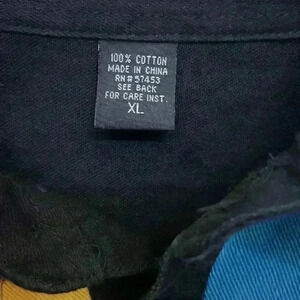 100% COTTON
MADE IN CHINA
RN# 57453
SEE BACK
FOR CARE INST.
XL